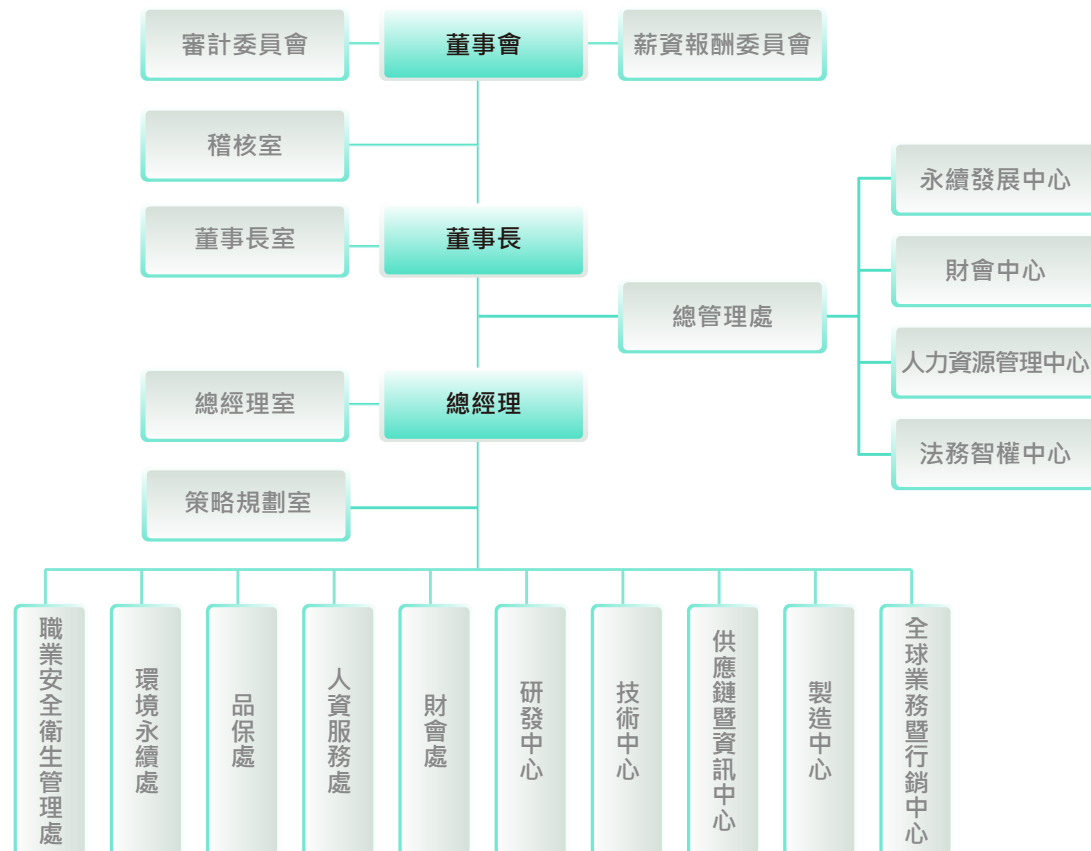 審計委員會
董事會
薪資報酬委員會
稽核室
永續發展中心
董事長室
董事長
財會中心
總管理處
人力資源管理中心
總經理室
總經理
法務智權中心
策略規劃室
職業安全衛生管理處
環境永續處
品保處
人資服務處
財會處
研發中心
技術中心
供應鏈暨資訊中心
製造中心
全球業務暨行銷中心